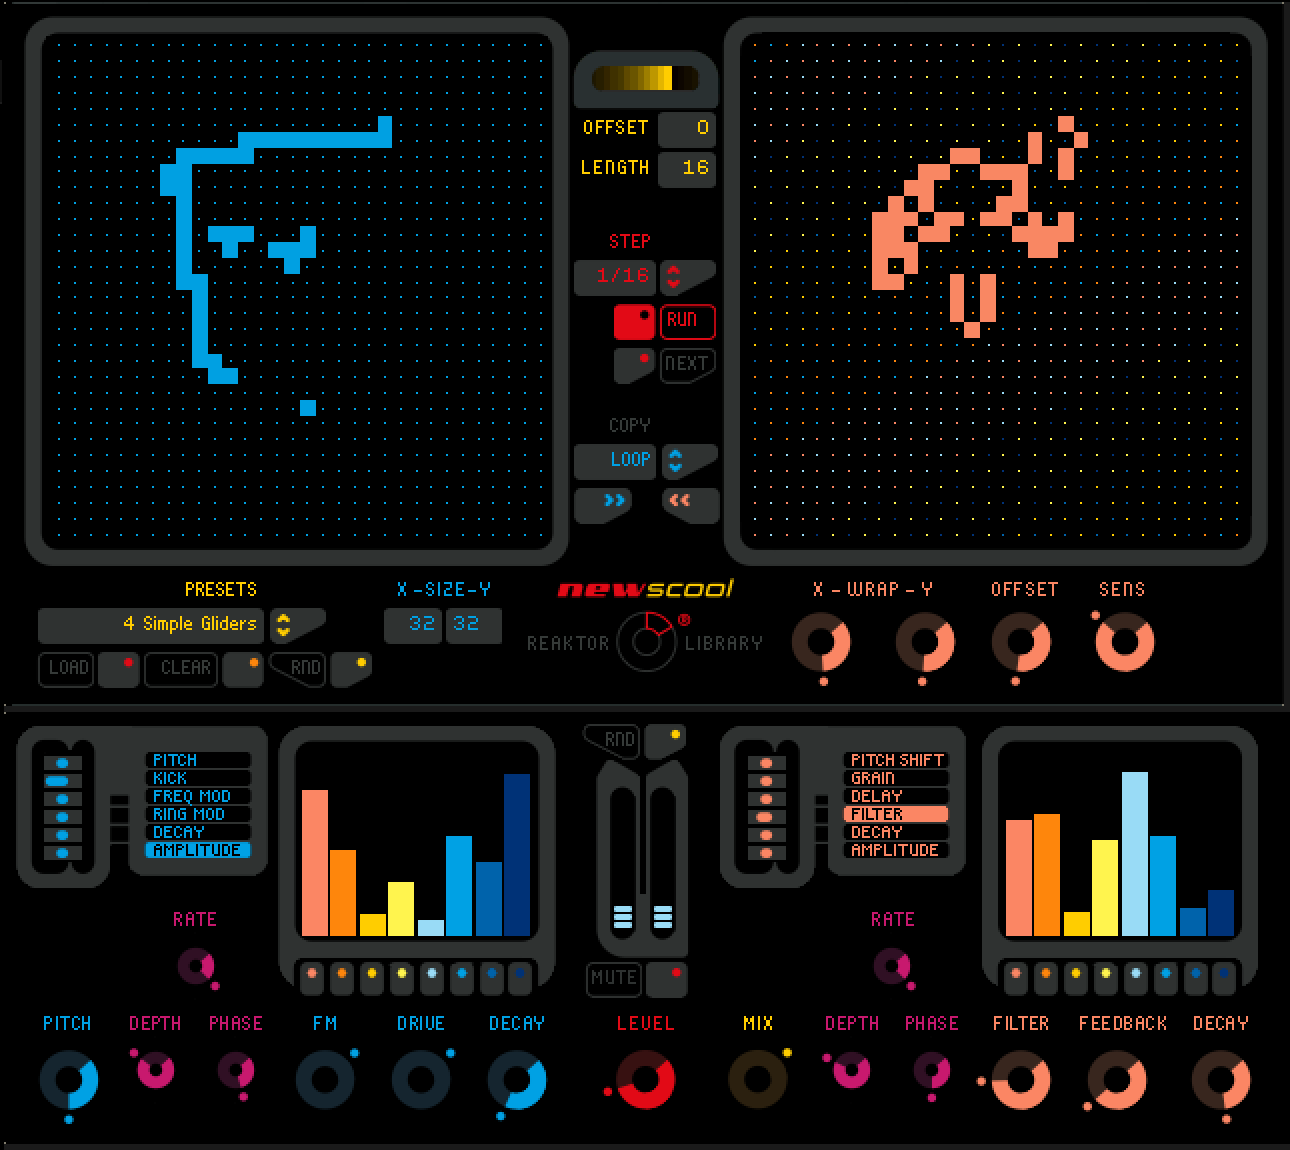 OFFSET 0
LENGTH 16
STEP
1/16
RUN
NEXT
COPY
LOOP
PRESETS
4 Simple Gliders
LOAD CLEAR RND
X-SIZE-Y
32 32
newscool
REAKTOR ® LIBRARY
X-WRAP-Y OFFSET SENS
PITCH
KICK
FREQ MOD
RING MOD
DECAY
AMPLITUDE
RATE
RND
MUTE
PITCH SHIFT
GRAIN
DELAY
FILTER
DECAY
AMPLITUDE
RATE
PITCH DEPTH PHASE FM DRIVE DECAY LEVEL MIX DEPTH PHASE FILTER FEEDBACK DECAY